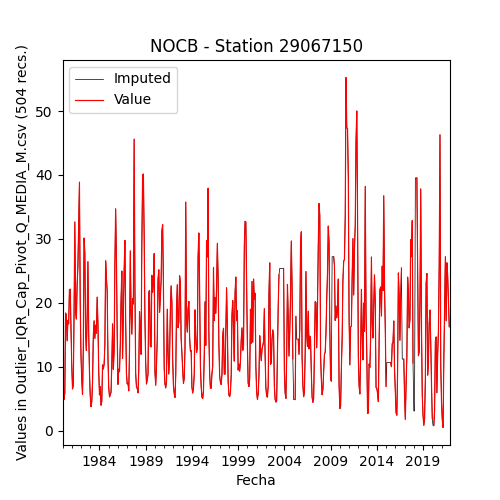 NOCB - Station 29067150
Values in Outlier_IQR_Cap_Pivot_Q_MEDIA_M.csv (504 recs.)
Imputed
Value
50
40
30
20
10
0
1984
1989
1994
1999
2004
2009
2014
2019
Fecha